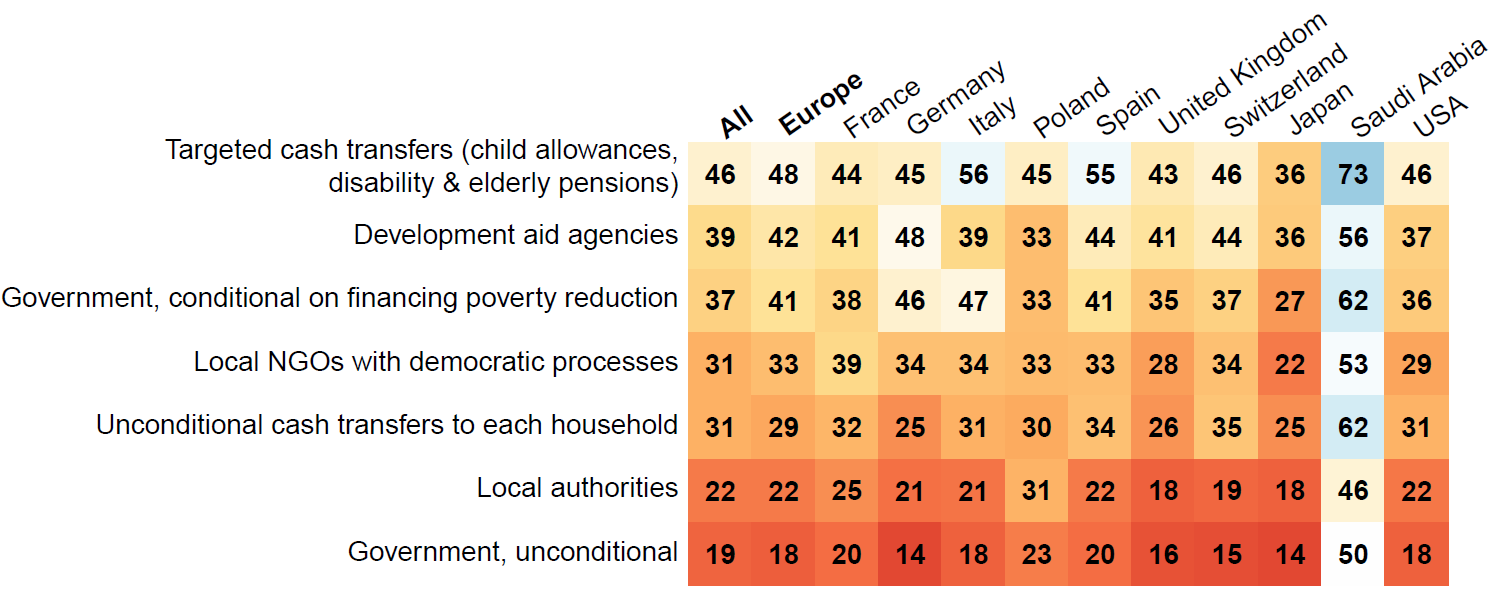 All Europe France Germany Italy Poland Spain United Kingdom Switzerland Japan Saudi Arabia USA
Targeted cash transfers (child allowances,
disability & elderly pensions) 46 48 44 45 56 45 55 43 46 36 73 46
Development aid agencies 39 42 41 48 39 33 44 41 44 36 56 37
Government, conditional on financing poverty reduction 37 41 38 46 47 33 41 35 37 27 62 36
Local NGOs with democratic processes 31 33 39 34 34 33 33 28 34 22 53 29
Unconditional cash transfers to each household 31 29 32 25 31 30 34 26 35 25 62 31
Local authorities 22 22 25 21 21 31 22 18 19 18 46 22
Government, unconditional 19 18 20 14 18 23 20 16 15 14 50 18